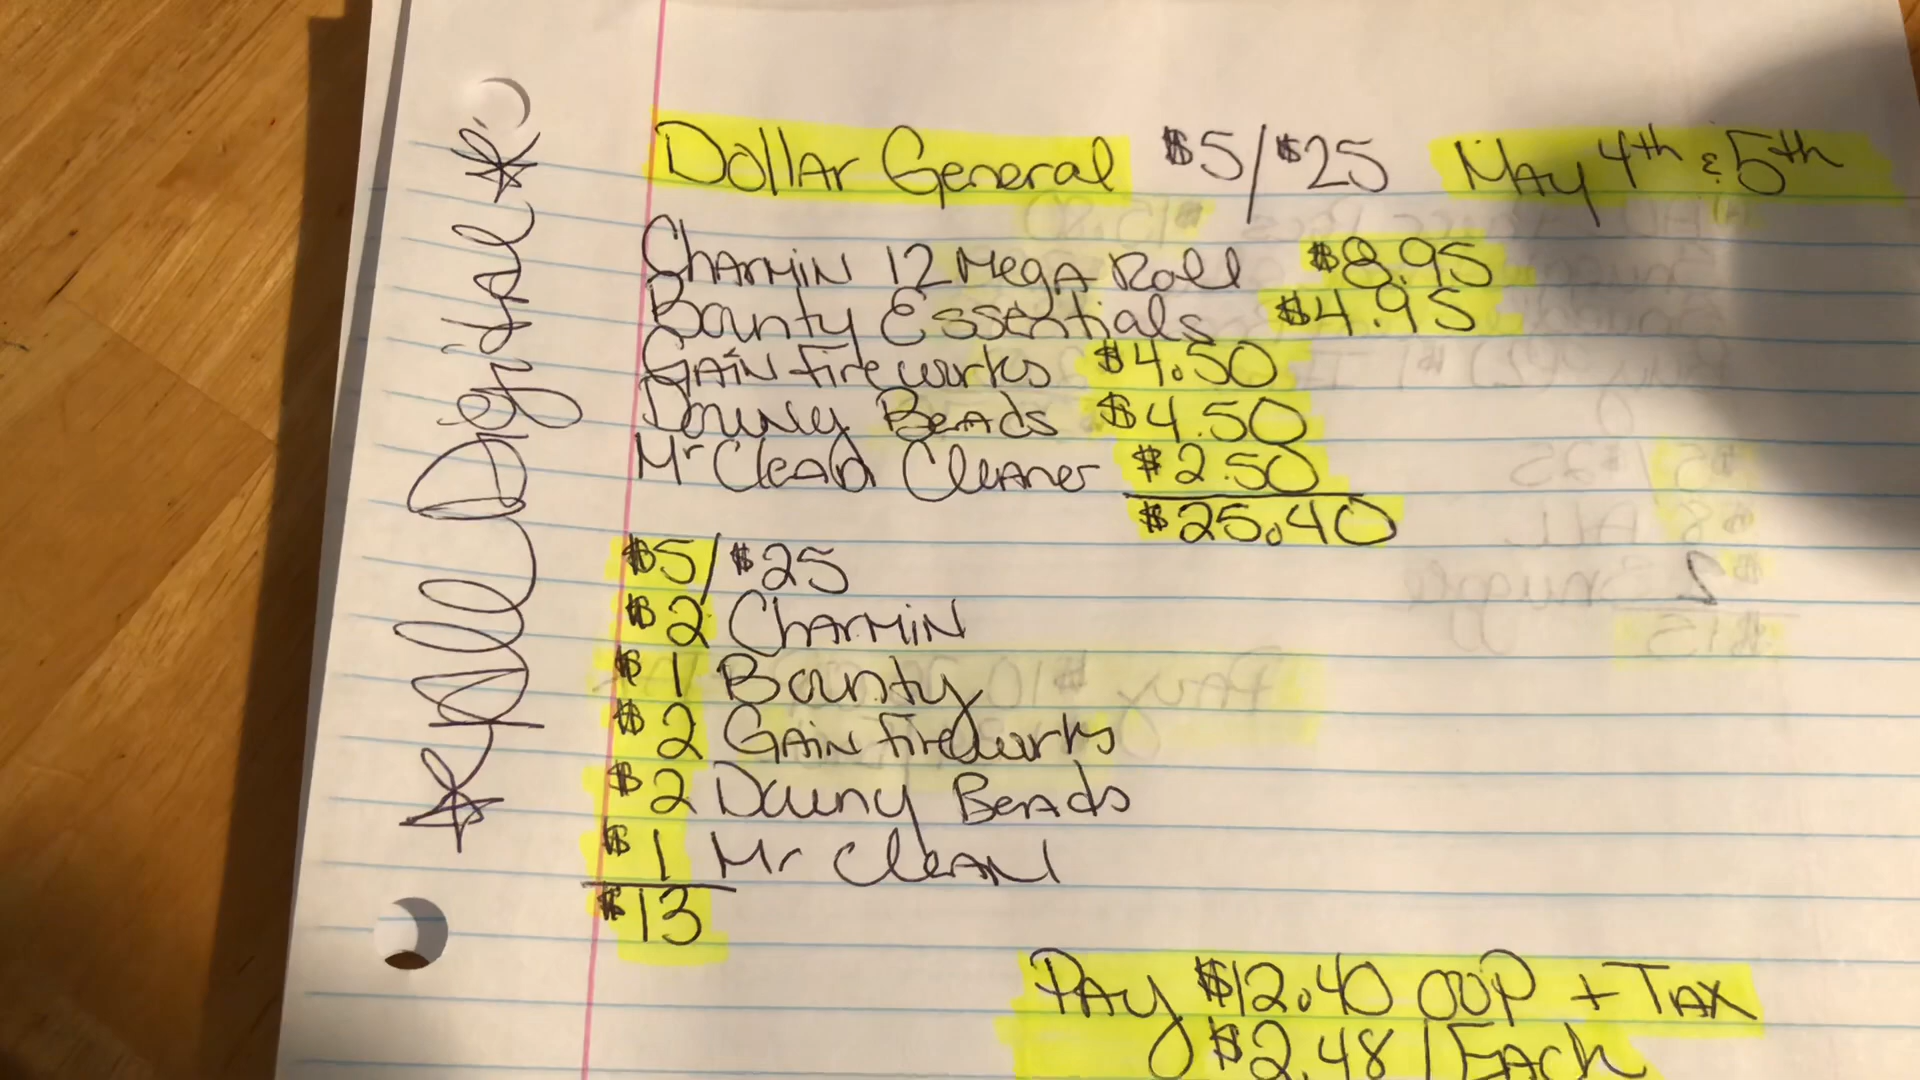 Dollar General $5/$25 May 4th & 5th
Charmin 12 Mega Roll $8.95
Bounty Essentials $4.95
Gain fireworks $4.50
Downy Beads $4.50
Mr Clean Cleaner $2.50
$25.40
$5/$25
$2 Charmin
$1 Bounty
$2 Gain fireworks
$2 Downy Beads
$1 Mr Clean
$13
Pay $12.40 OOP + Tax
$2.48 / Each
*All Digital*